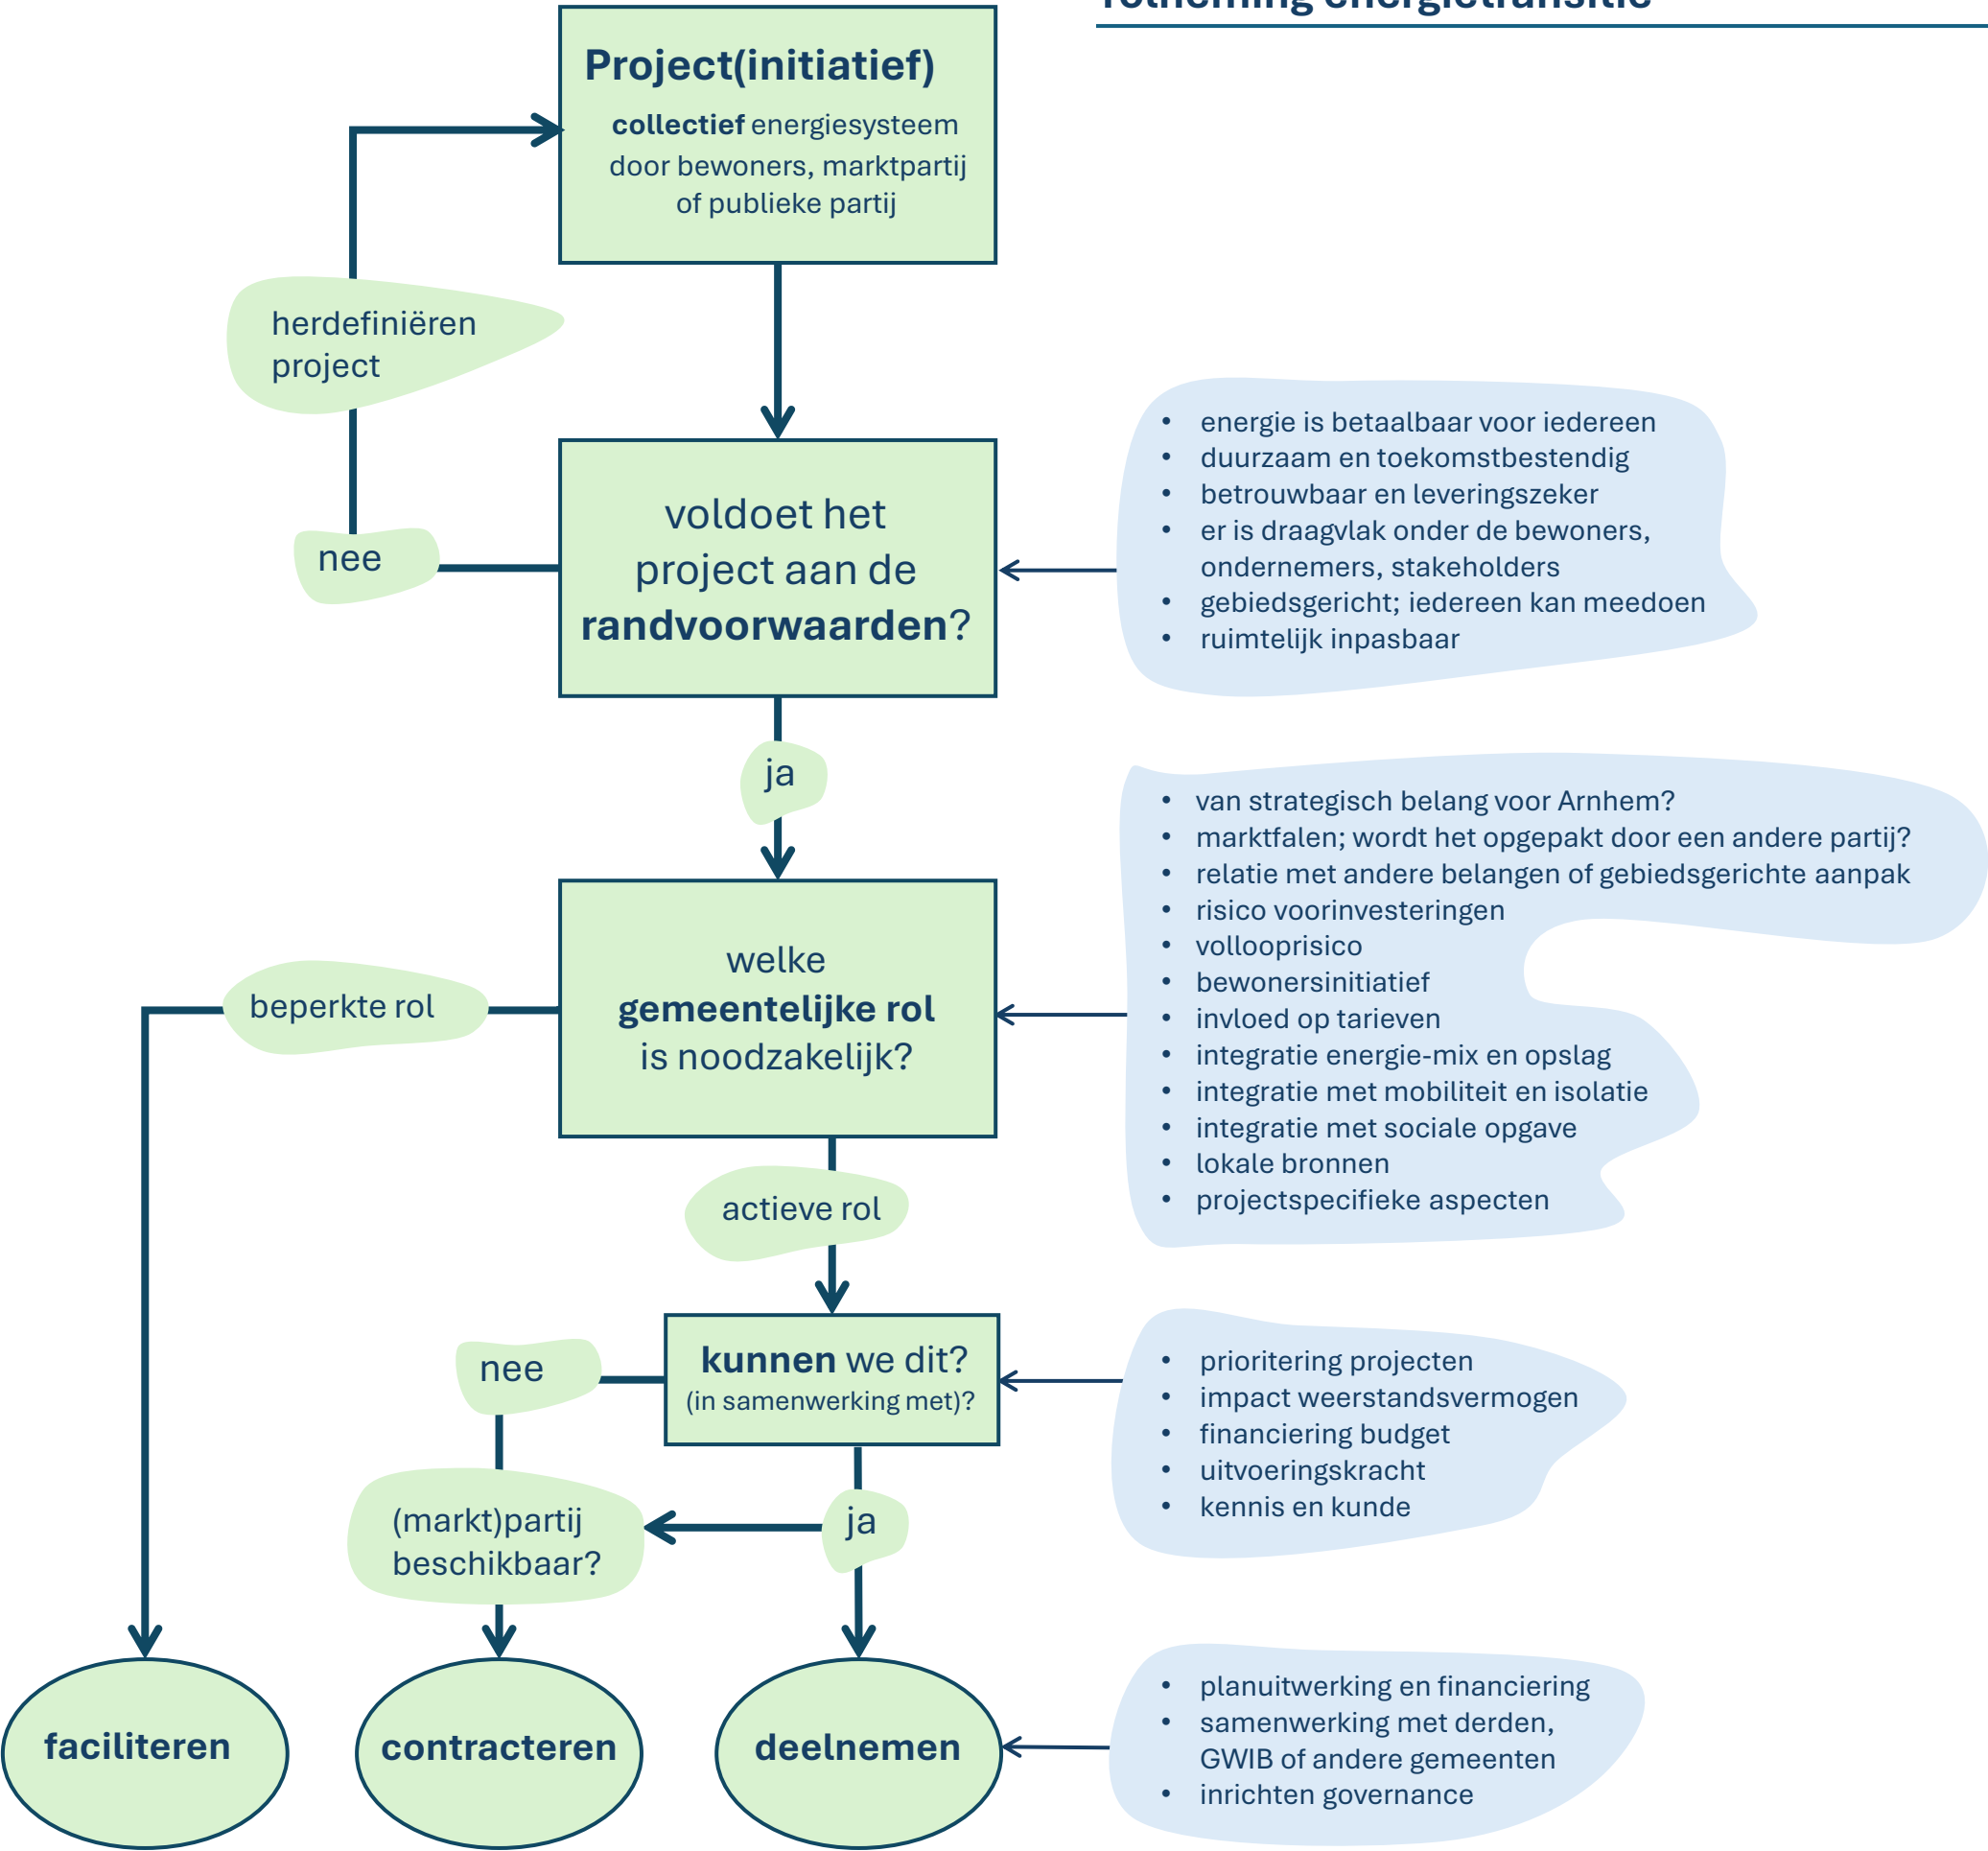 Rolneming energietransitie
Project(initiatief)
collectief energiesysteem
door bewoners, marktpartij
of publieke partij
herdefiniëren
project
nee
voldoet het
project aan de
randvoorwaarden?
• energie is betaalbaar voor iedereen
• duurzaam en toekomstbestendig
• betrouwbaar en leveringszeker
• er is draagvlak onder de bewoners,
ondernemers, stakeholders
• gebiedsgericht; iedereen kan meedoen
• ruimtelijk inpasbaar
ja
welke
gemeentelijke rol
is noodzakelijk?
• van strategisch belang voor Arnhem?
• marktfalen; wordt het opgepakt door een andere partij?
• relatie met andere belangen of gebiedsgerichte aanpak
• risico voorinvesteringen
• vollooprisico
• bewonersinitiatief
• invloed op tarieven
• integratie energie-mix en opslag
• integratie met mobiliteit en isolatie
• integratie met sociale opgave
• lokale bronnen
• projectspecifieke aspecten
beperkte rol
actieve rol
kunnen we dit?
(in samenwerking met)?
• prioritering projecten
• impact weerstandsvermogen
• financiering budget
• uitvoeringskracht
• kennis en kunde
nee
(markt)partij
beschikbaar?
ja
faciliteren
contracteren
deelnemen
• planuitwerking en financiering
• samenwerking met derden,
GWIB of andere gemeenten
• inrichten governance